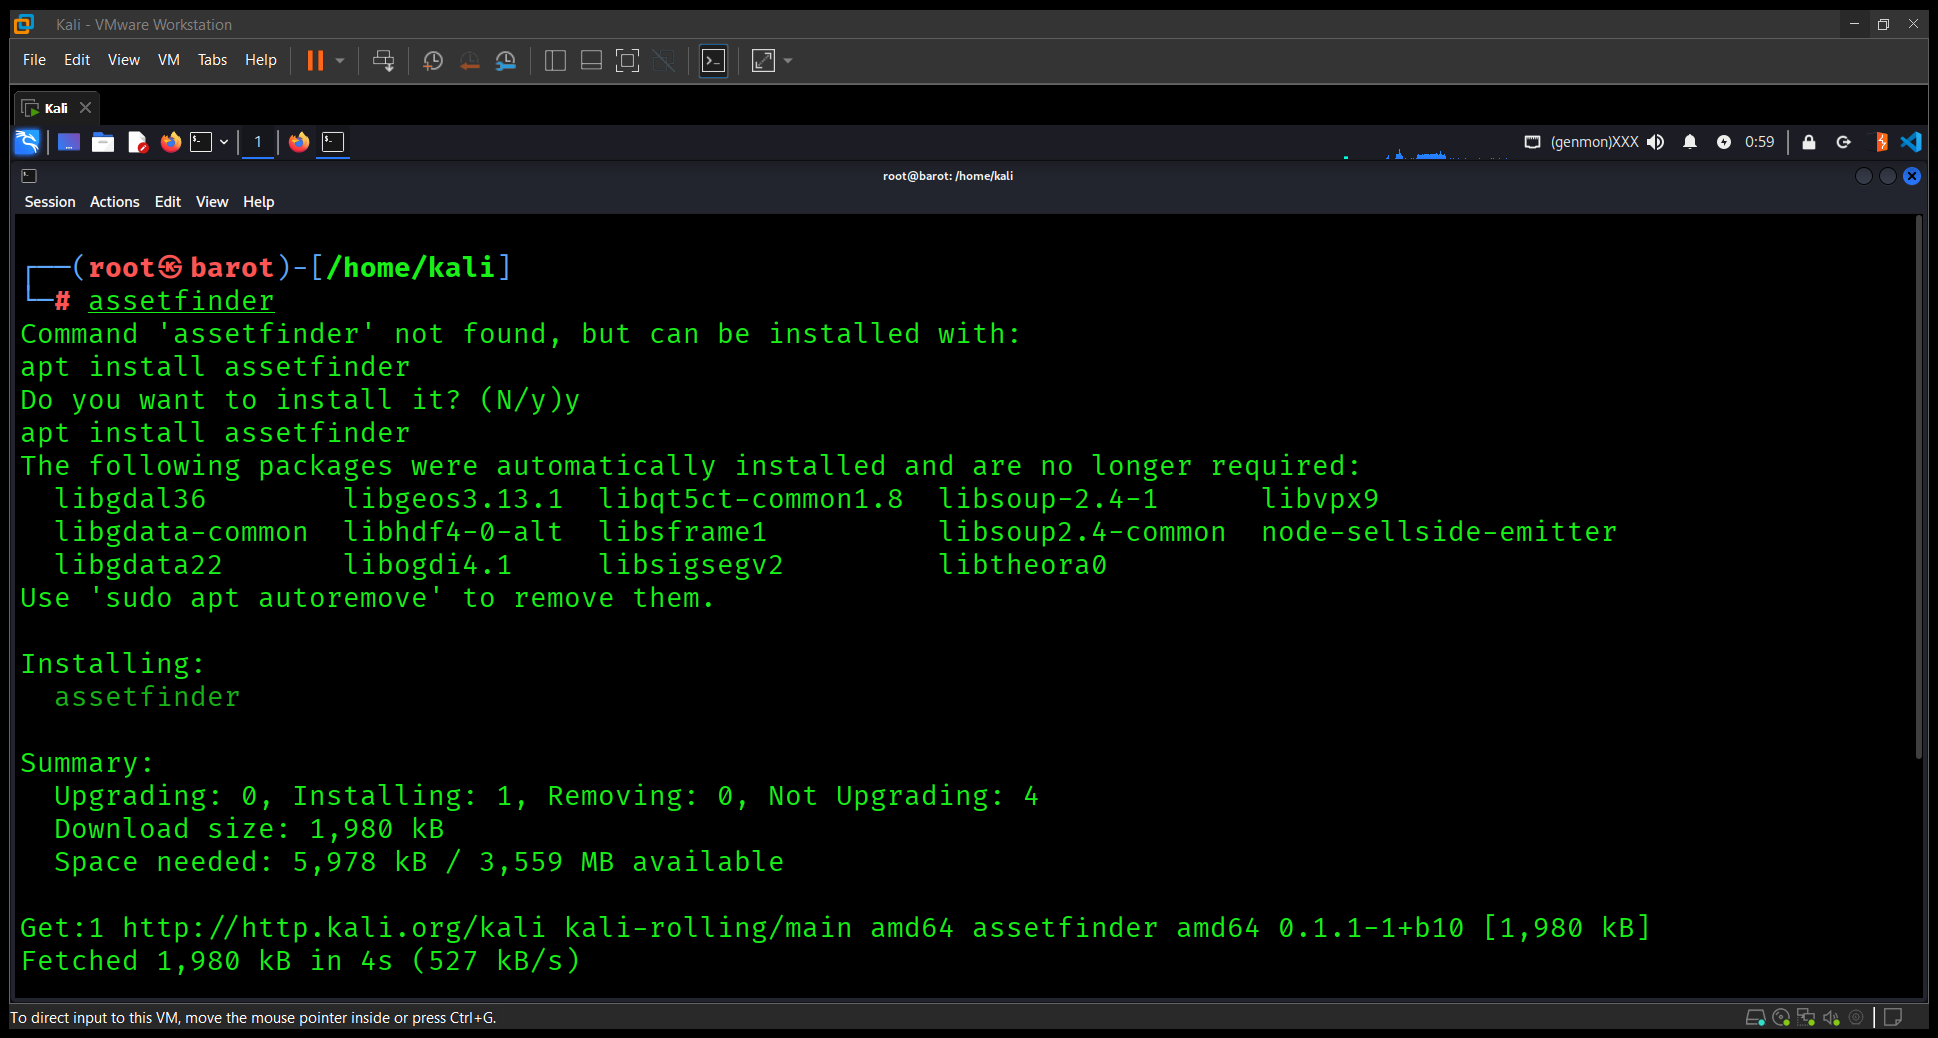 Kali - VMware Workstation
File Edit View VM Tabs Help
Kali
1 (genmon)XXX 0:59
root@barot: /home/kali
Session Actions Edit View Help
┌──(root㉿barot)-[/home/kali]
└─# assetfinder
Command 'assetfinder' not found, but can be installed with:
apt install assetfinder
Do you want to install it? (N/y)y
apt install assetfinder
The following packages were automatically installed and are no longer required:
  libgdal36        libgeos3.13.1  libqt5ct-common1.8  libsoup-2.4-1      libvpx9
  libgdata-common  libhdf4-0-alt  libsframe1          libsoup2.4-common  node-sellside-emitter
  libgdata22       libogdi4.1     libsigsegv2         libtheora0
Use 'sudo apt autoremove' to remove them.
Installing:
  assetfinder
Summary:
  Upgrading: 0, Installing: 1, Removing: 0, Not Upgrading: 4
  Download size: 1,980 kB
  Space needed: 5,978 kB / 3,559 MB available
Get:1 http://http.kali.org/kali kali-rolling/main amd64 assetfinder amd64 0.1.1-1+b10 [1,980 kB]
Fetched 1,980 kB in 4s (527 kB/s)
To direct input to this VM, move the mouse pointer inside or press Ctrl+G.